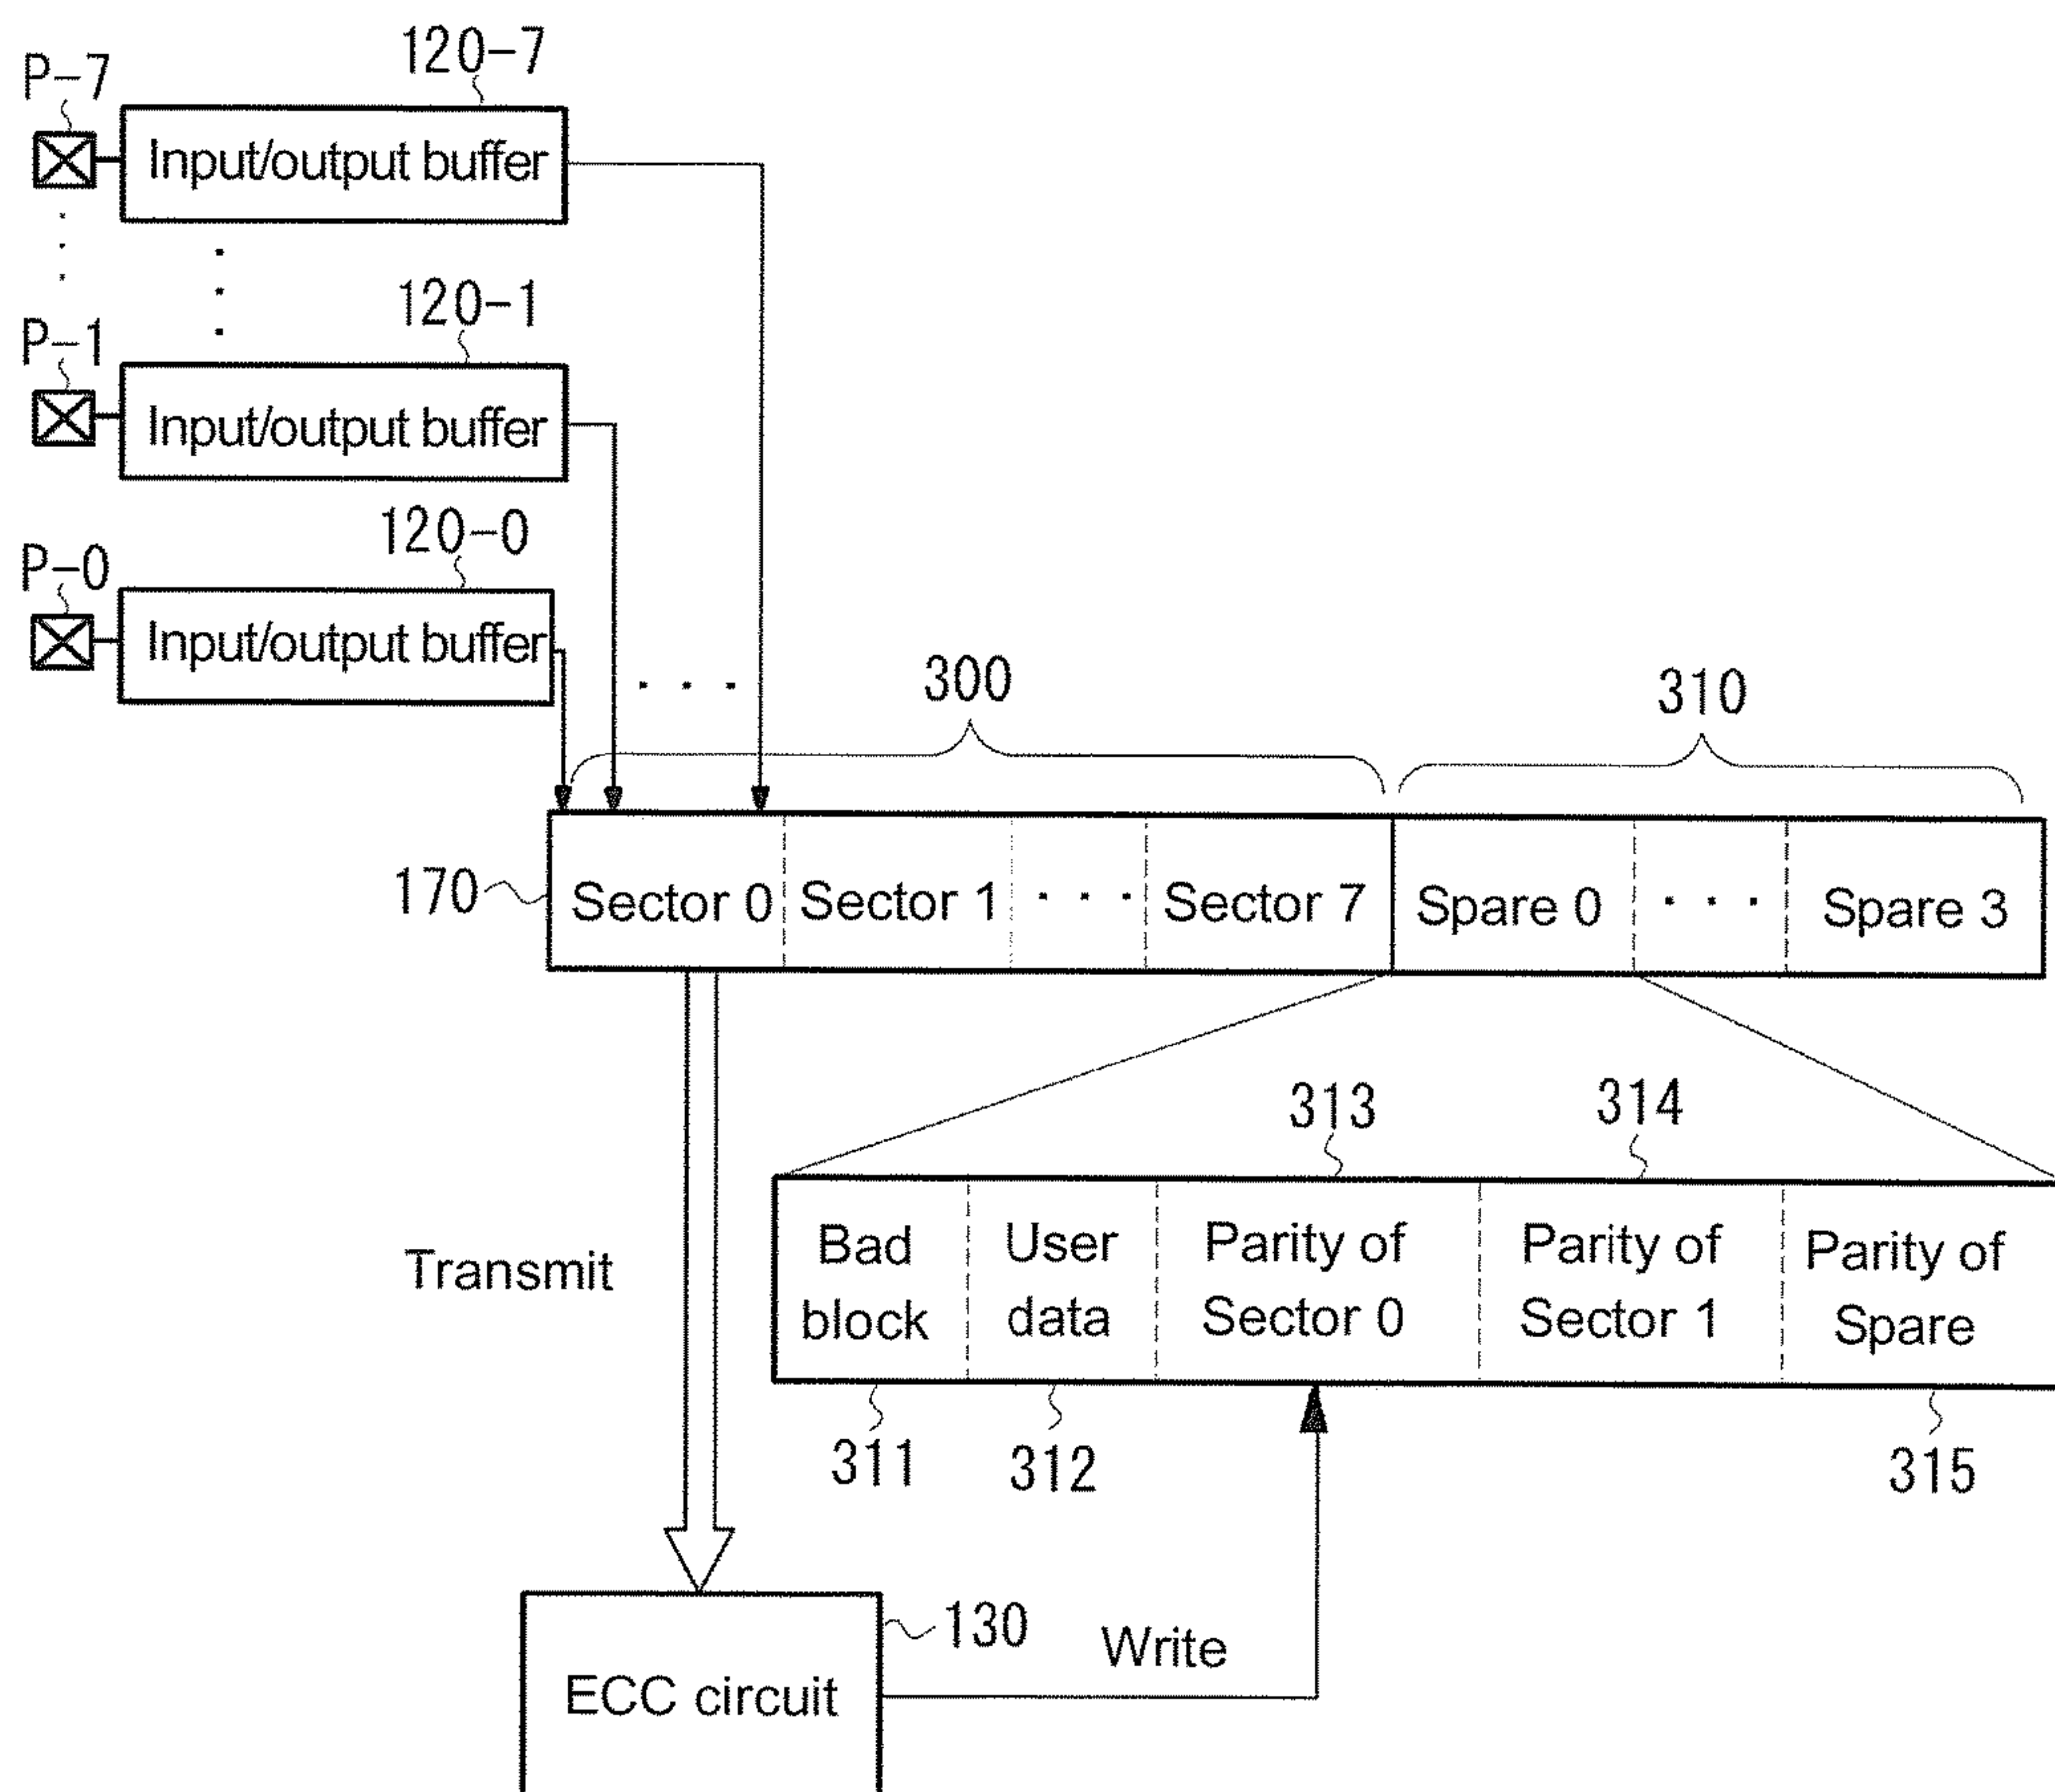 120-7
P-7
Input/output buffer
120-1
P-1
Input/output buffer
120-0
P-0
Input/output buffer
300
310
170
Sector 0
Sector 1
Sector 7
Spare 0
Spare 3
313
314
Transmit
Bad
block
User
data
Parity of
Sector 0
Parity of
Sector 1
Parity of
Spare
311
312
315
130
Write
ECC circuit